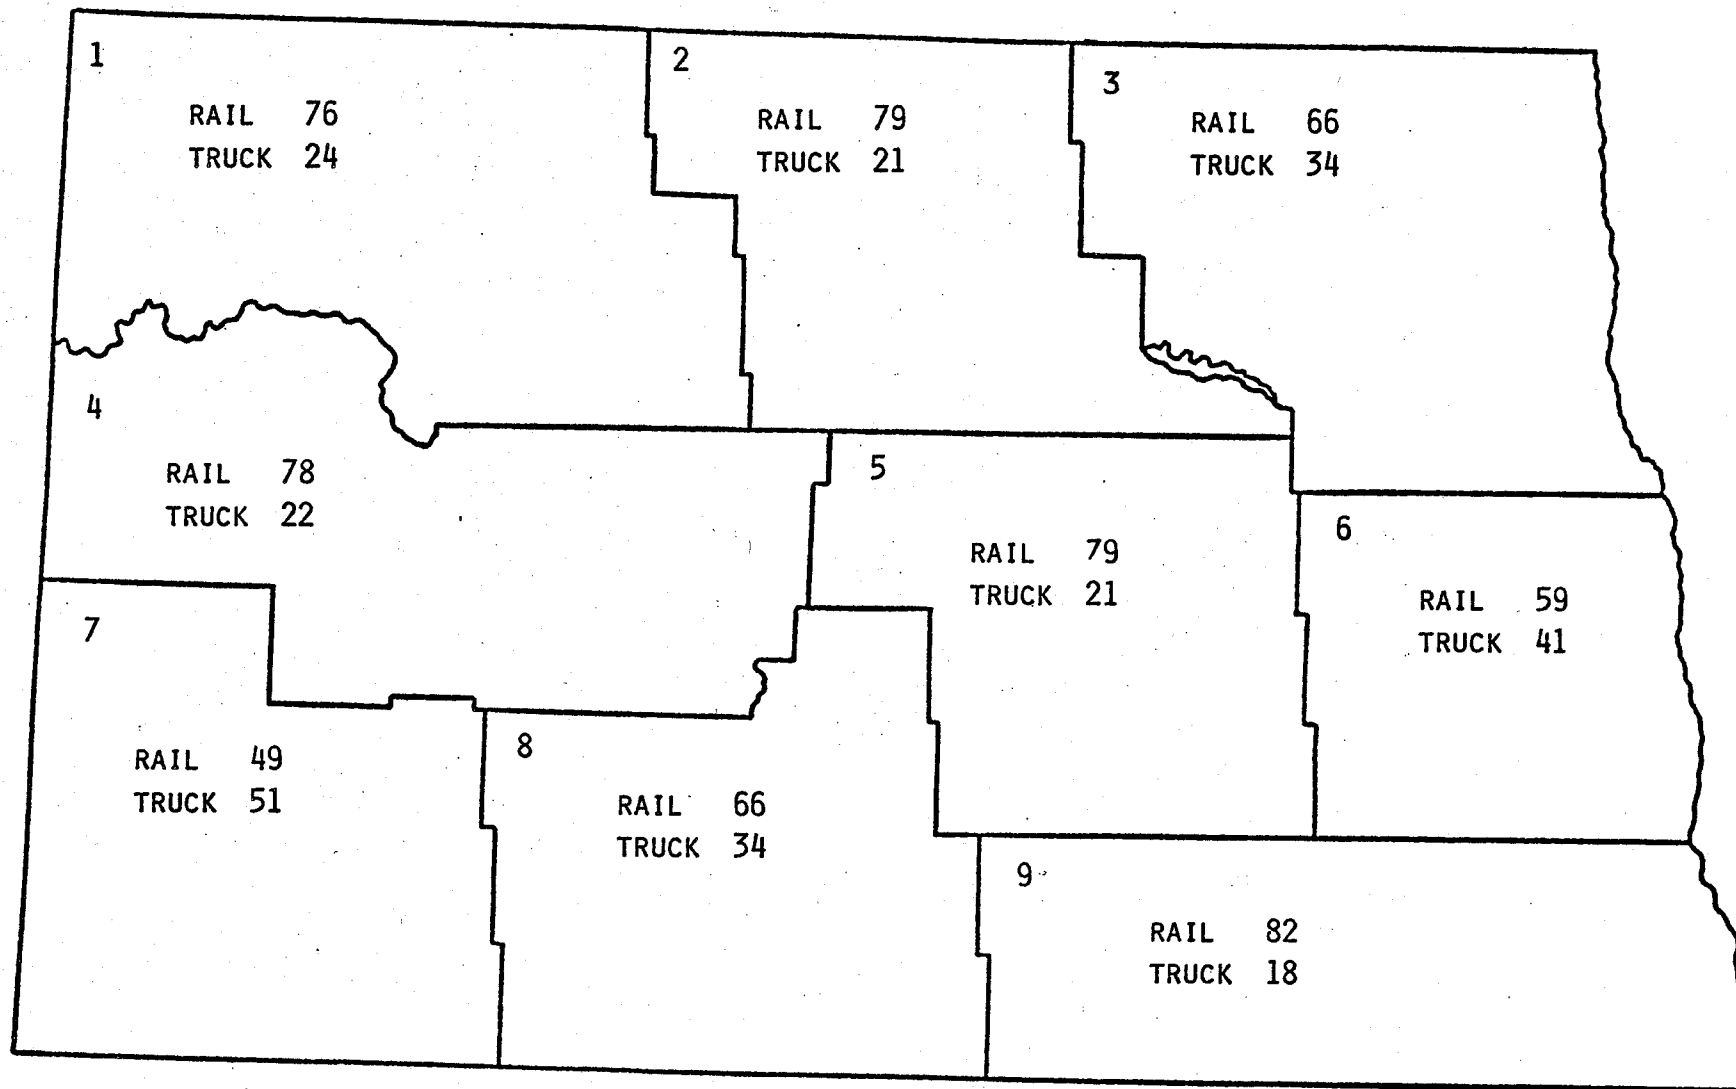 1
RAIL 76
TRUCK 24
2
RAIL 79
TRUCK 21
3
RAIL 66
TRUCK 34
4
RAIL 78
TRUCK 22
5
RAIL 79
TRUCK 21
6
RAIL 59
TRUCK 41
7
RAIL 49
TRUCK 51
8
RAIL 66
TRUCK 34
9
RAIL 82
TRUCK 18